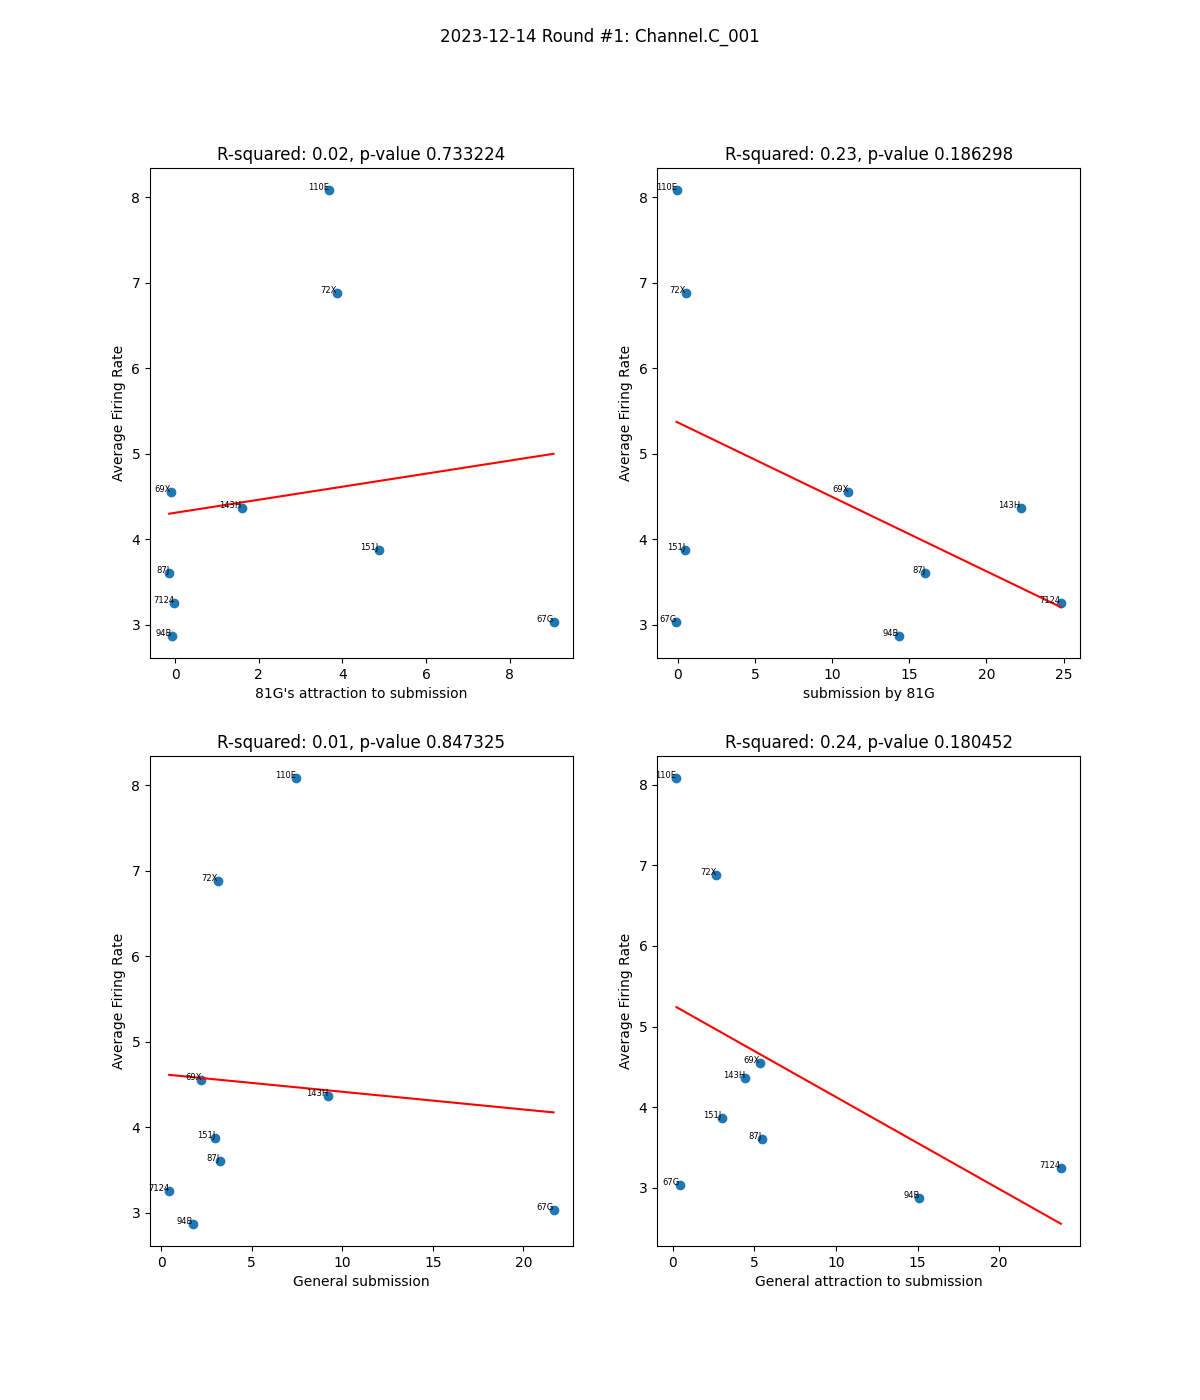 2023-12-14 Round #1: Channel.C_001
R-squared: 0.02, p-value 0.733224
8
7
6
5
4
3
Average Firing Rate
110E
72X
69X
143H
151J
87J
7124
94B
67G
0 2 4 6 8
81G's attraction to submission
R-squared: 0.23, p-value 0.186298
8
7
6
5
4
3
Average Firing Rate
110E
72X
69X
143H
151J
87J
7124
67G
94B
0 5 10 15 20 25
submission by 81G
R-squared: 0.01, p-value 0.847325
8
7
6
5
4
3
Average Firing Rate
110E
72X
69X
143H
151J
87J
7124
94B
67G
0 5 10 15 20
General submission
R-squared: 0.24, p-value 0.180452
8
7
6
5
4
3
Average Firing Rate
110E
72X
69X
143H
151J
87J
7124
67G
94B
0 5 10 15 20
General attraction to submission